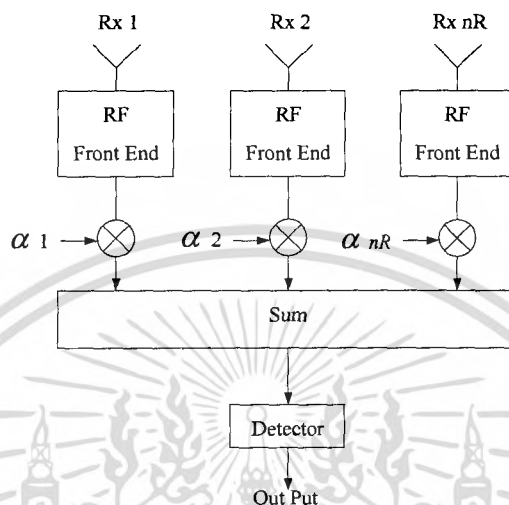 Rx 1 Rx 2 Rx nR
RF RF RF
Front End Front End Front End
α 1 α 2 α nR
Sum
Detector
Out Put